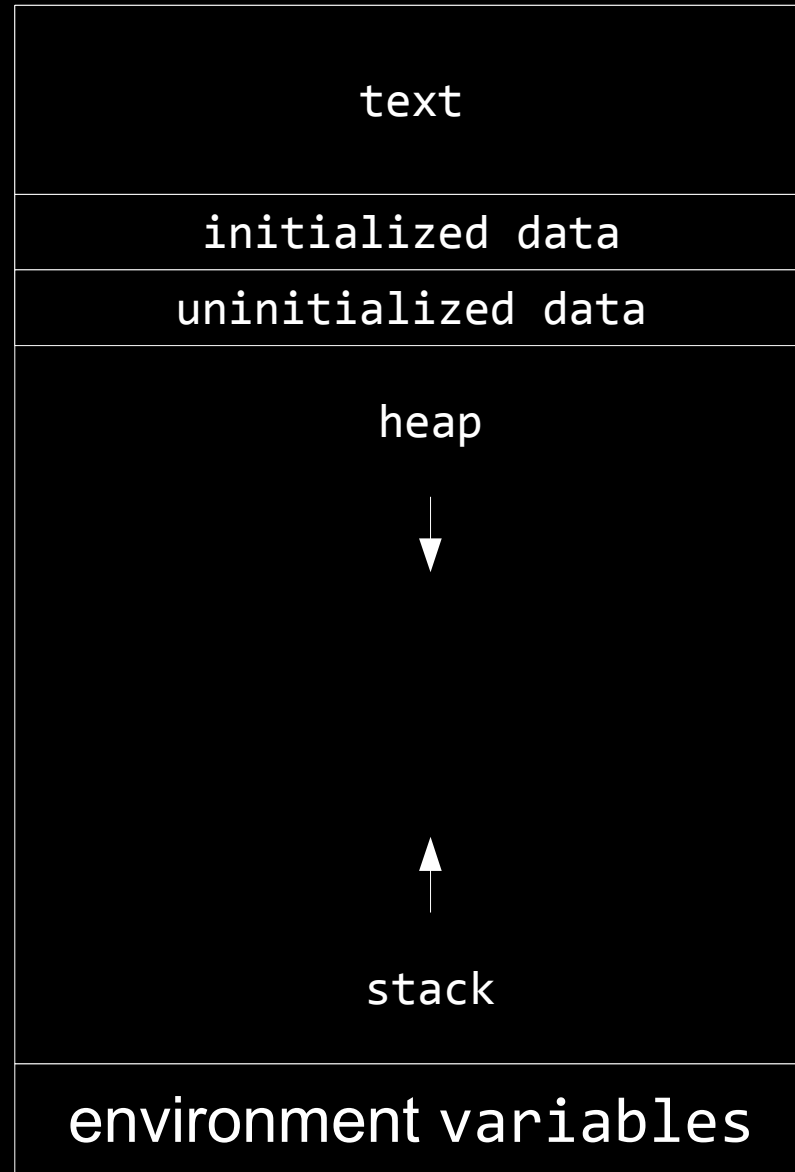 text
initialized data
uninitialized data
heap
stack
environment variables